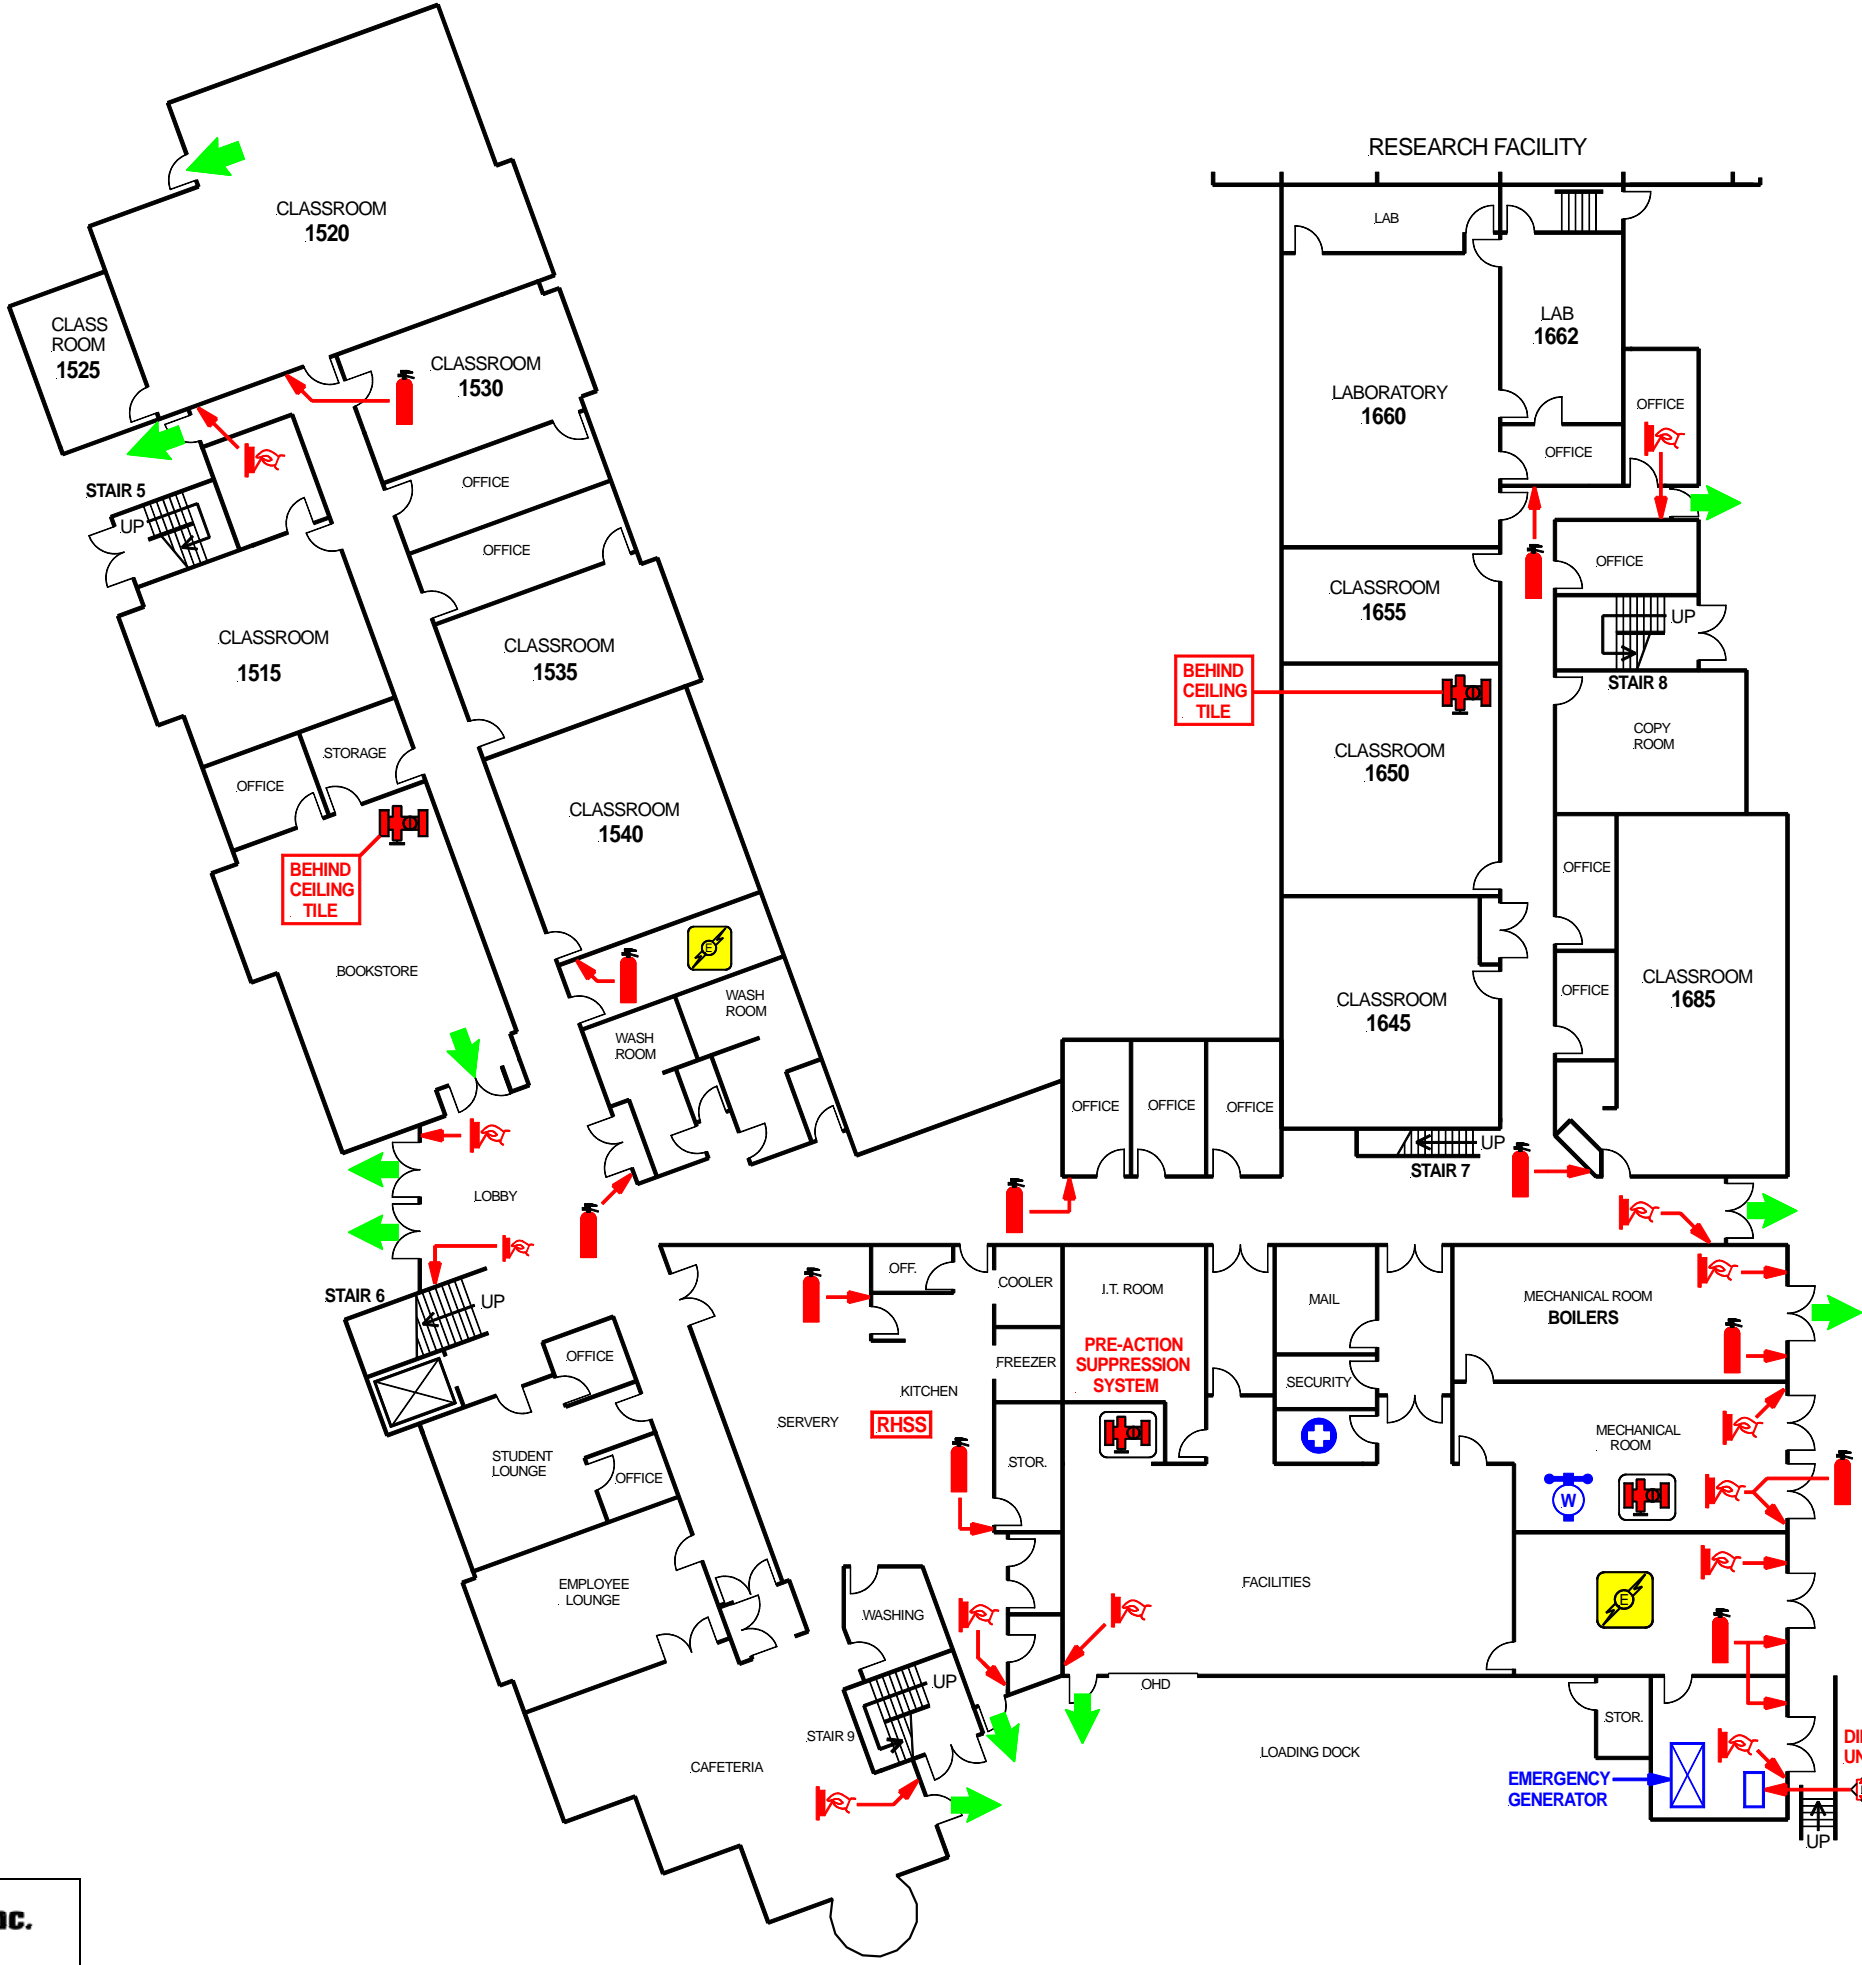 RESEARCH FACILITY
CLASSROOM
1520
CLASS
ROOM
1525
CLASSROOM
1530
OFFICE
OFFICE
STAIR 5
UP
CLASSROOM
1515
CLASSROOM
1535
STORAGE
OFFICE
CLASSROOM
1540
BEHIND
CEILING
TILE
E
BOOKSTORE
WASH
ROOM
WASH
ROOM
LOBBY
STAIR 6
UP
OFFICE
STUDENT
LOUNGE
OFFICE
EMPLOYEE
LOUNGE
CAFETERIA
LAB
LAB
1662
LABORATORY
1660
OFFICE
OFFICE
OFFICE
CLASSROOM
1655
UP
STAIR 8
BEHIND
CEILING
TILE
CLASSROOM
1650
COPY
ROOM
OFFICE
OFFICE
CLASSROOM
1685
CLASSROOM
1645
OFFICE
OFFICE
OFFICE
UP
STAIR 7
OFF.
COOLER
FREEZER
KITCHEN
SERVERY
RHSS
STOR.
I.T. ROOM
PRE-ACTION
SUPPRESSION
SYSTEM
MAIL
SECURITY
MECHANICAL ROOM
BOILERS
MECHANICAL
ROOM
W
FACILITIES
E
WASHING
UP
STAIR 9
OHD
LOADING DOCK
STOR.
EMERGENCY
GENERATOR
UP